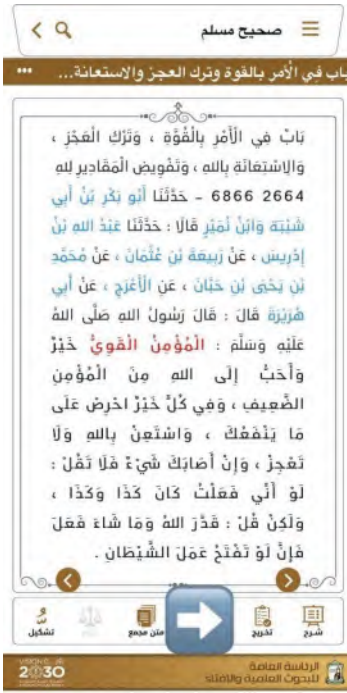 صحيح مسلم
باب في الأمر بالقوة وترك العجز والاستعانة...
بَابٌ فِي الْأَمْرِ بِالْقُوَّةِ ، وَتَرْكِ الْعَجْزِ ،
وَالِاسْتِعَانَةِ بِاللهِ ، وَتَفْوِيضِ الْمَقَادِيرِ لِلهِ
2664 6866 - حَدَّثَنَا أَبُو بَكْرِ بْنُ أَبِي
شَيْبَةَ وَابْنُ نُمَيْرٍ قَالَا : حَدَّثَنَا عَبْدُ اللهِ بْنُ
إِدْرِيسَ ، عَنْ رَبِيعَةَ بْنِ عُثْمَانَ ، عَنْ مُحَمَّدِ
بْنِ يَحْيَى بْنِ حَبَّانَ ، عَنِ الْأَعْرَجِ ، عَنْ أَبِي
هُرَيْرَةَ قَالَ : قَالَ رَسُولُ اللهِ صَلَّى اللهُ
عَلَيْهِ وَسَلَّمَ : الْمُؤْمِنُ الْقَوِيُّ خَيْرٌ
وَأَحَبُّ إِلَى اللهِ مِنَ الْمُؤْمِنِ
الضَّعِيفِ ، وَفِي كُلٍّ خَيْرٌ احْرِصْ عَلَى
مَا يَنْفَعُكَ ، وَاسْتَعِنْ بِاللهِ وَلَا
تَعْجِزْ ، وَإِنْ أَصَابَكَ شَيْءٌ فَلَا تَقُلْ :
لَوْ أَنِّي فَعَلْتُ كَانَ كَذَا وَكَذَا ،
وَلَكِنْ قُلْ : قَدَّرَ اللهُ وَمَا شَاءَ فَعَلَ
فَإِنَّ لَوْ تَفْتَحُ عَمَلَ الشَّيْطَانِ .
شرح
تخريج
متن مجمع
تشكيل
الرئاسة العامة
للبحوث العلمية والإفتاء
VISION رؤية
2030